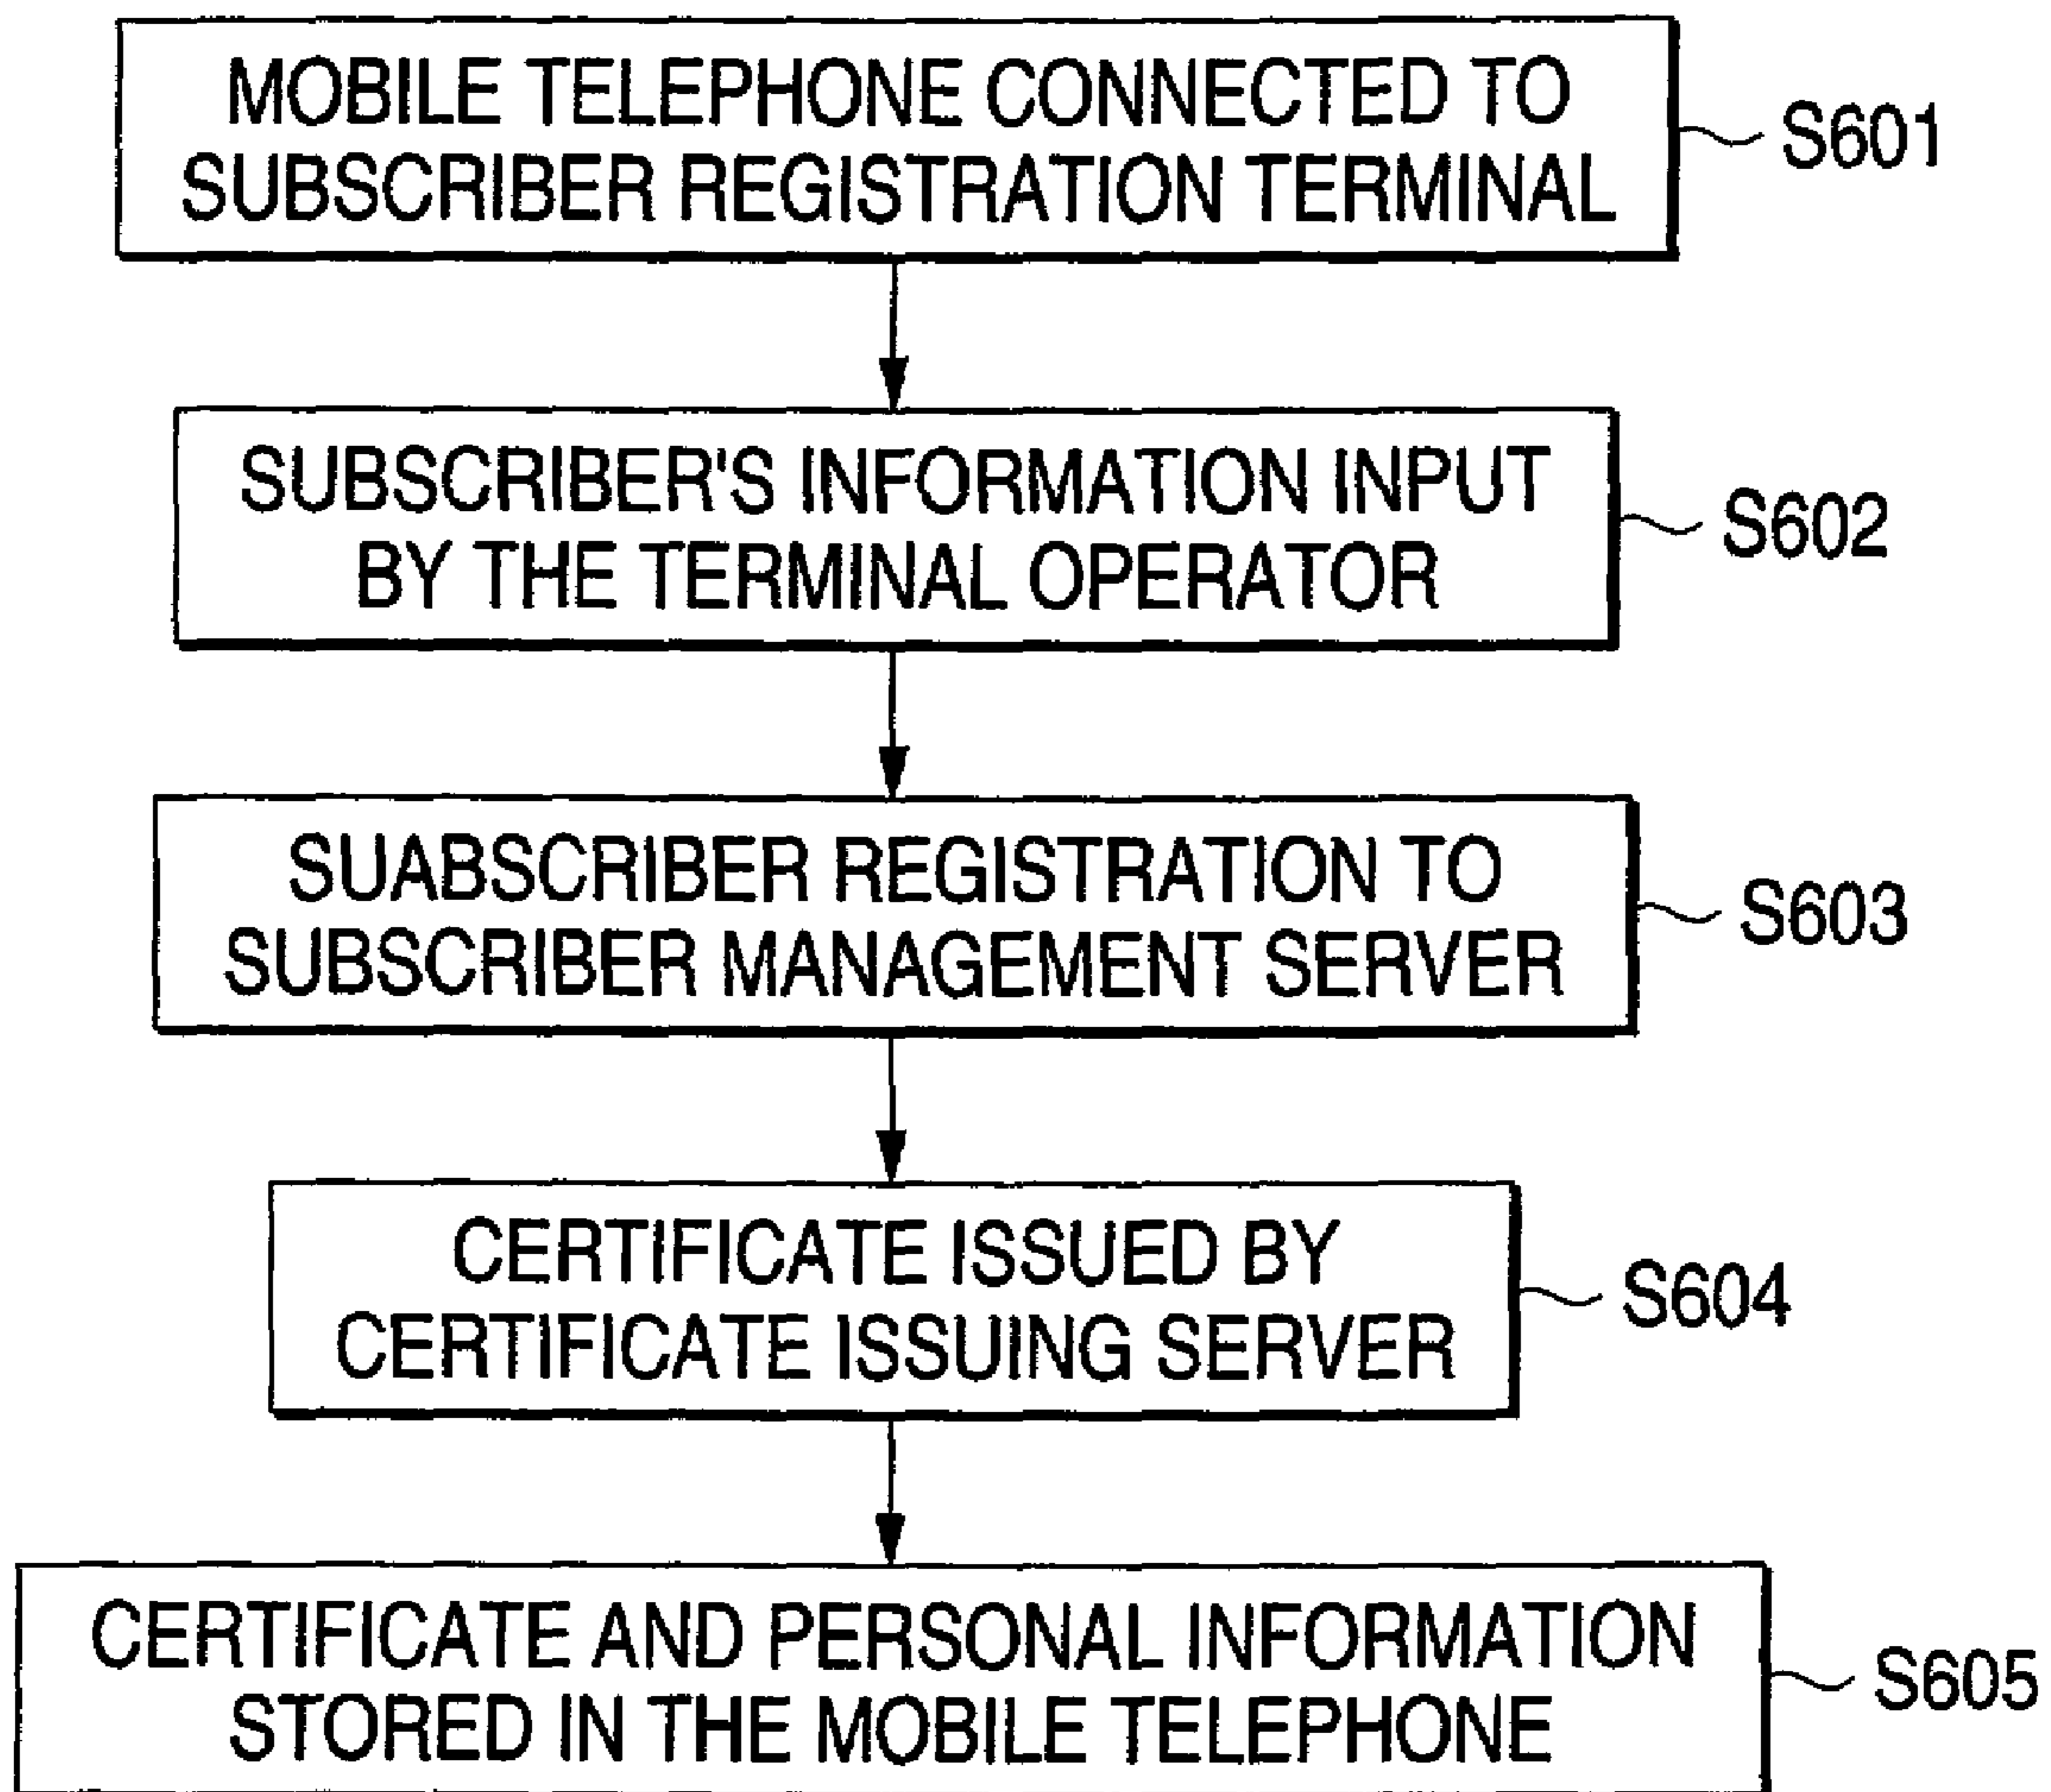 MOBILE TELEPHONE CONNECTED TO
SUBSCRIBER REGISTRATION TERMINAL
S601
SUBSCRIBER'S INFORMATION INPUT
BY THE TERMINAL OPERATOR
S602
SUABSCRIBER REGISTRATION TO
SUBSCRIBER MANAGEMENT SERVER
S603
CERTIFICATE ISSUED BY
CERTIFICATE ISSUING SERVER
S604
CERTIFICATE AND PERSONAL INFORMATION
STORED IN THE MOBILE TELEPHONE
S605